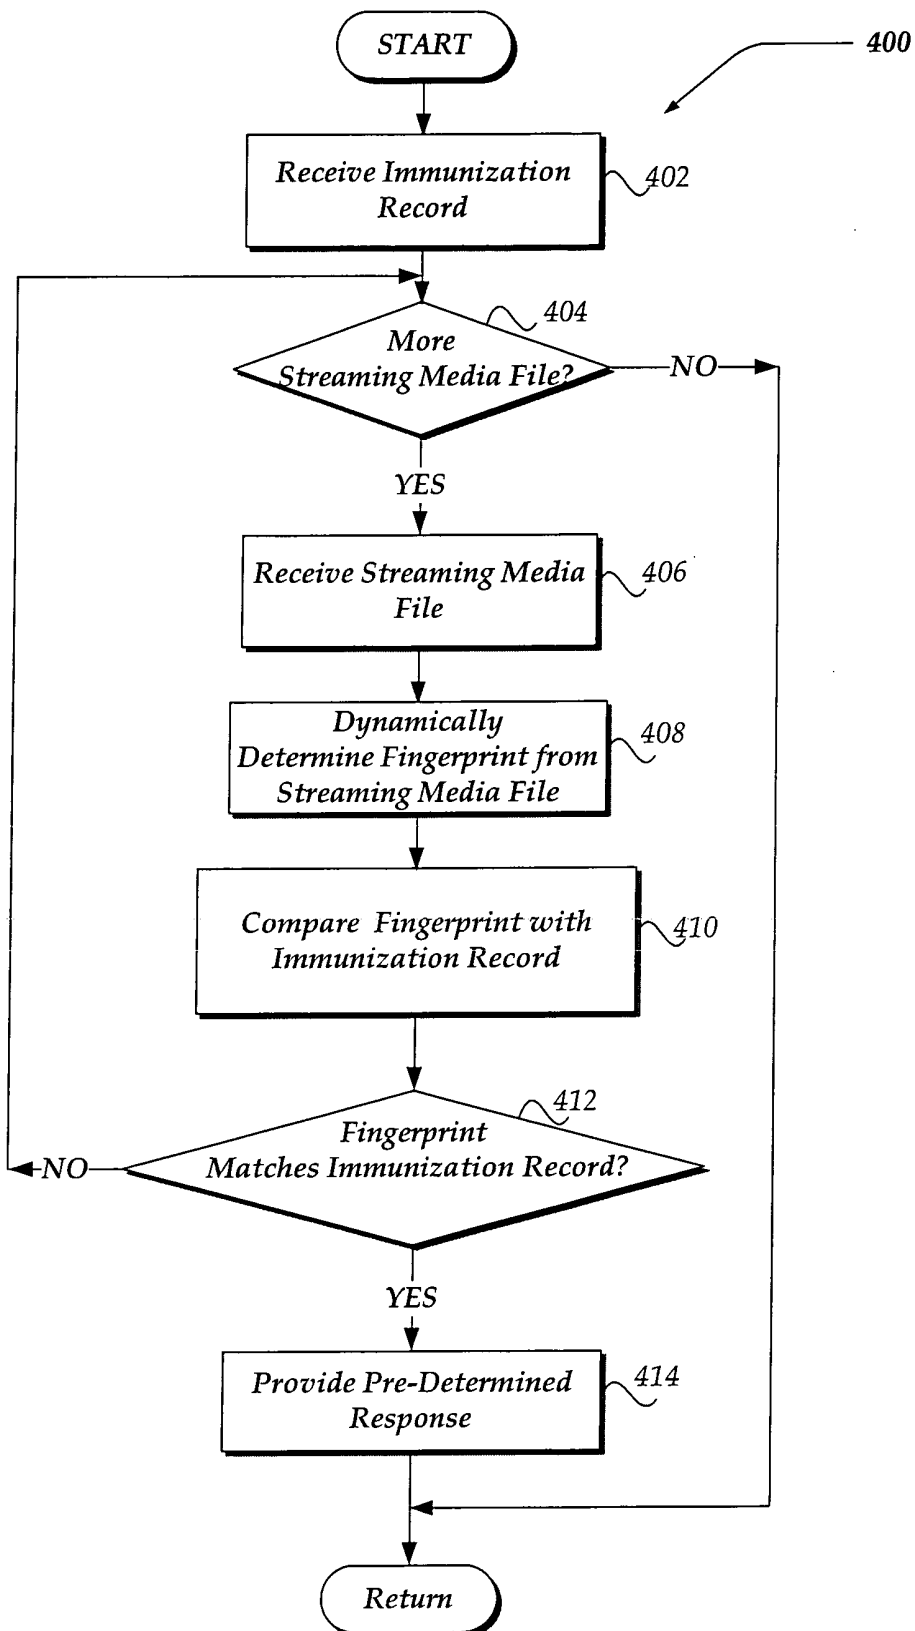 START
400
Receive Immunization
Record
402
404
More
Streaming Media File?
NO
YES
Receive Streaming Media
File
406
Dynamically
Determine Fingerprint from
Streaming Media File
408
Compare Fingerprint with
Immunization Record
410
412
Fingerprint
Matches Immunization Record?
NO
YES
Provide Pre-Determined
Response
414
Return